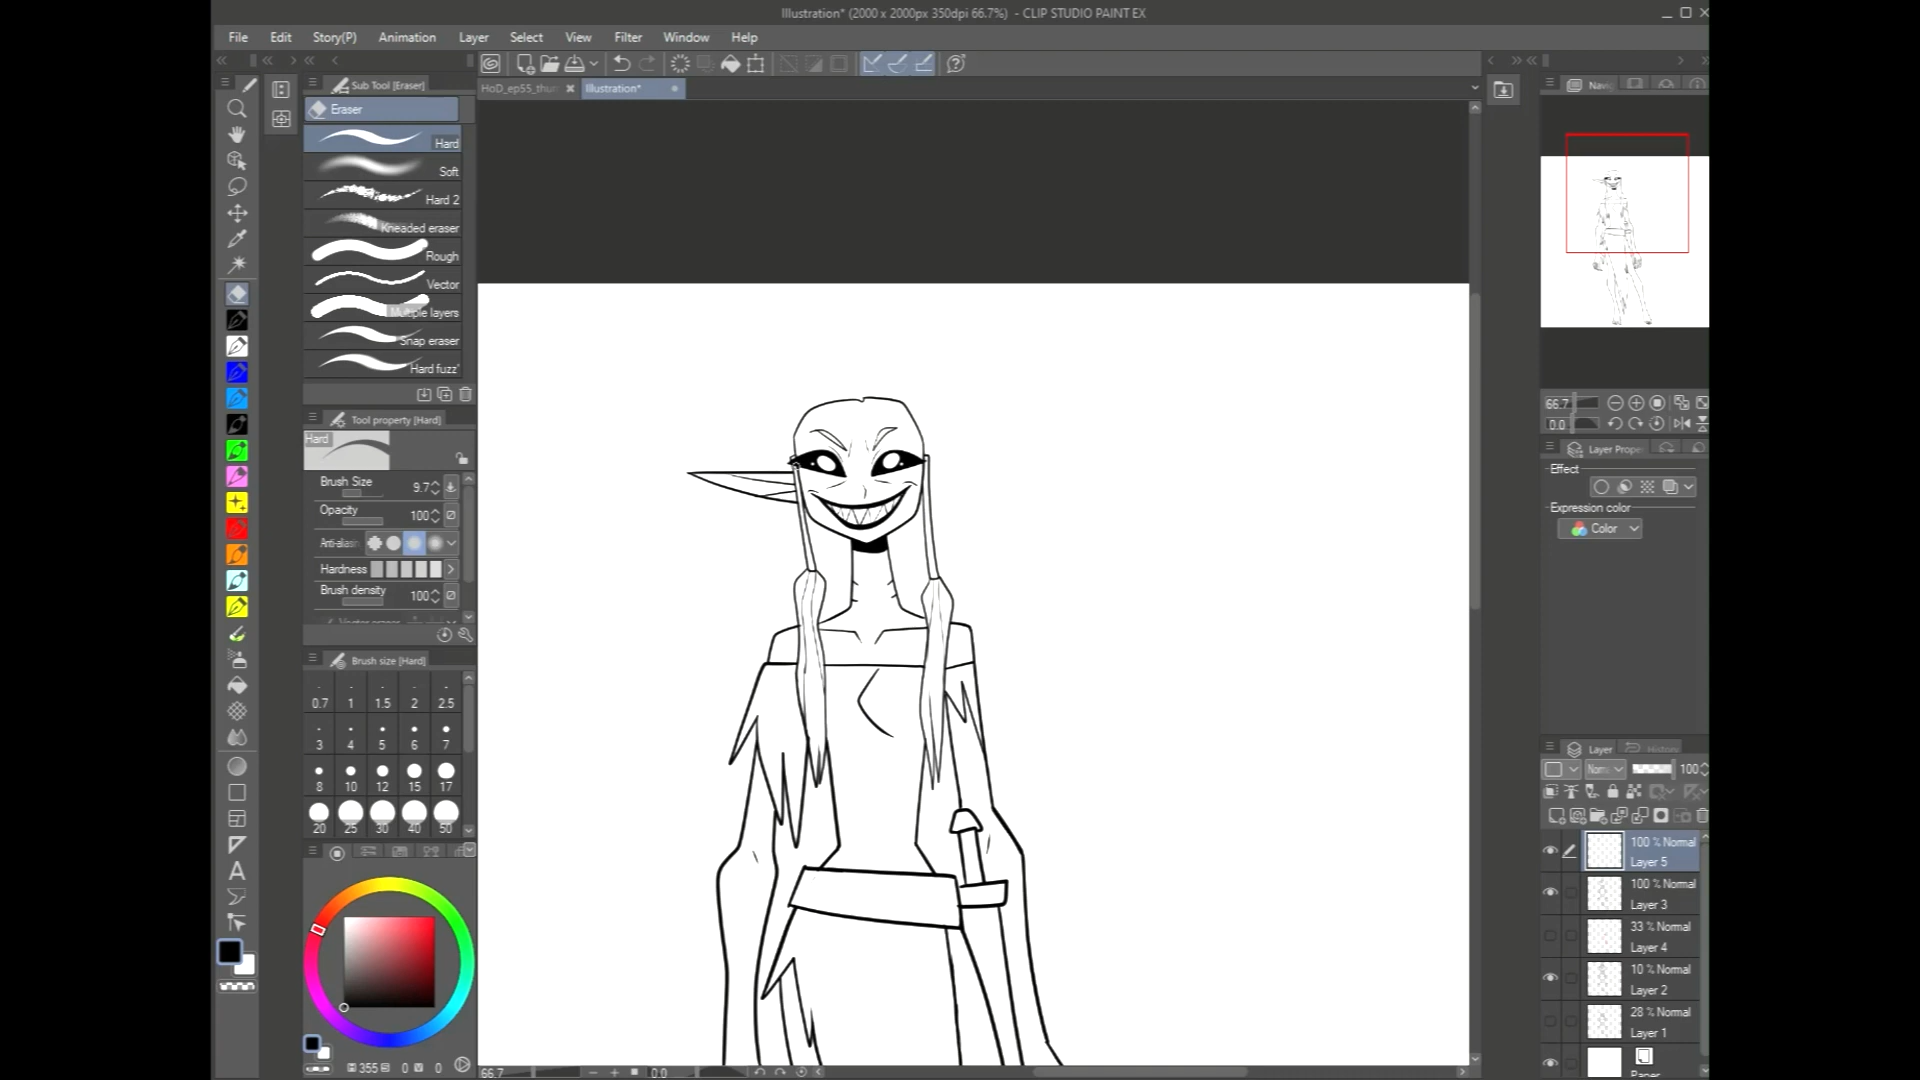 Illustration* (2000 x 2000px 350dpi 66.7%) - CLIP STUDIO PAINT EX
File Edit Story(P) Animation Layer Select View Filter Window Help
Sub Tool [Eraser]
HoD_ep55_thum
Illustration*
Eraser
Hard
Soft
Hard 2
Kneaded eraser
Rough
Vector
Multiple layers
Snap eraser
Hard fuzz'
Tool property [Hard]
Hard
Brush Size 9.7
Opacity 100
Hardness
Brush density 100
Brush size [Hard]
0.7 1 1.5 2 2.5
3 4 5 6 7
8 10 12 15 17
20 25 30 40 50
355 0 0
66.7 0.0
66.7
0.0
Layer Prope
Effect
Expression color
Color
Layer History
100
100 % Normal
Layer 5
100 % Normal
Layer 3
33 % Normal
Layer 4
10 % Normal
Layer 2
28 % Normal
Layer 1
Paper